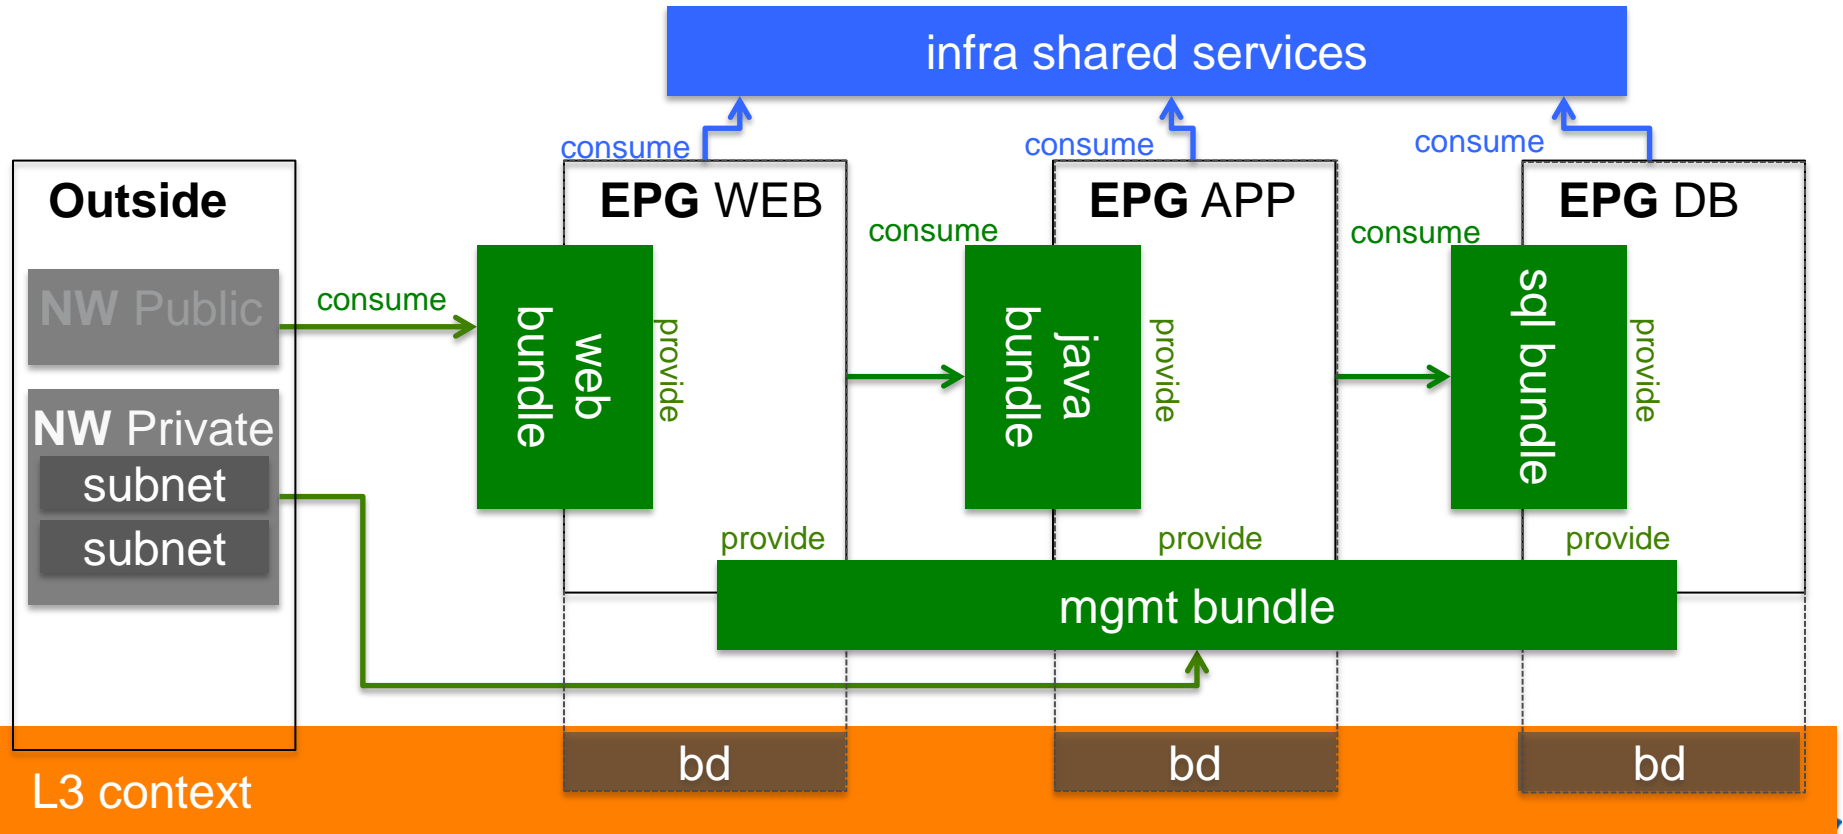 infra shared services
consume
consume
consume
Outside
EPG WEB
EPG APP
EPG DB
consume
consume
NW Public
consume
web
bundle
provide
java
bundle
provide
sql bundle
provide
NW Private
subnet
subnet
provide
provide
provide
mgmt bundle
bd
bd
bd
L3 context